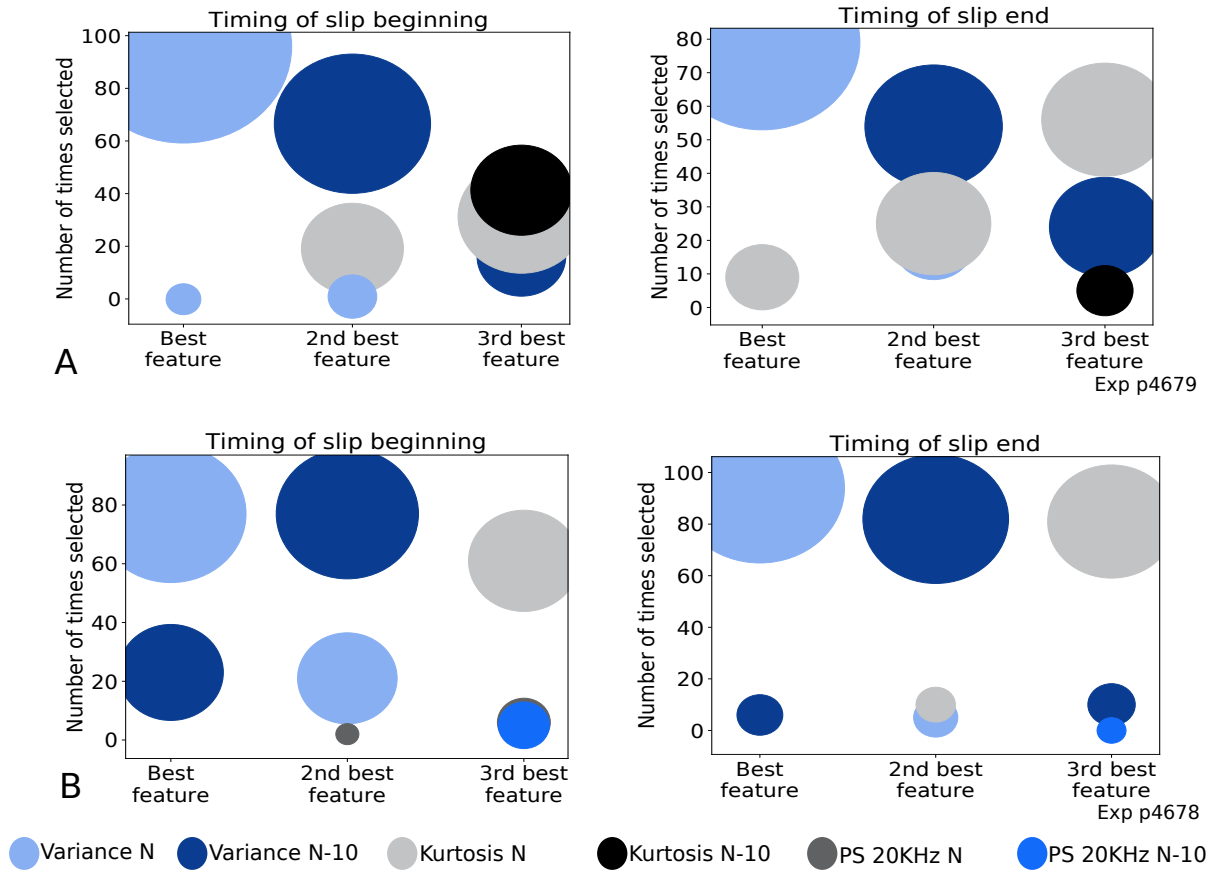 Timing of slip beginning
Number of times selected
100
80
60
40
20
0
Best
feature
2nd best
feature
3rd best
feature
A
Timing of slip end
Number of times selected
80
70
60
50
40
30
20
10
0
Best
feature
2nd best
feature
3rd best
feature
Exp p4679
Timing of slip beginning
Number of times selected
80
60
40
20
0
Best
feature
2nd best
feature
3rd best
feature
B
Timing of slip end
Number of times selected
100
80
60
40
20
0
Best
feature
2nd best
feature
3rd best
feature
Exp p4678
Variance N
Variance N-10
Kurtosis N
Kurtosis N-10
PS 20KHz N
PS 20KHz N-10